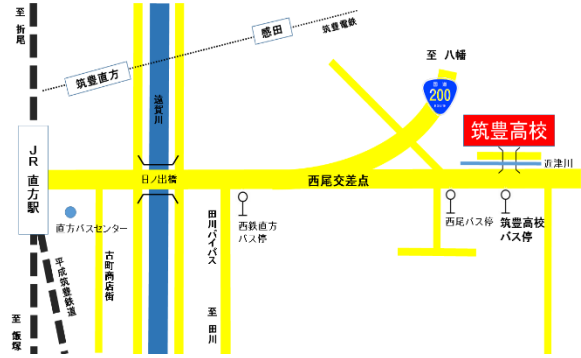 至 折尾
筑豊電鉄
感田
筑豊直方
至 八幡
200
筑豊高校
遠賀川
近津川
JR 直方駅
日ノ出橋
西尾交差点
直方バスセンター
西鉄直方
バス停
西尾バス停
筑豊高校
バス停
田川バイパス
古町商店街
平成筑豊鉄道
至 田川
至 飯塚